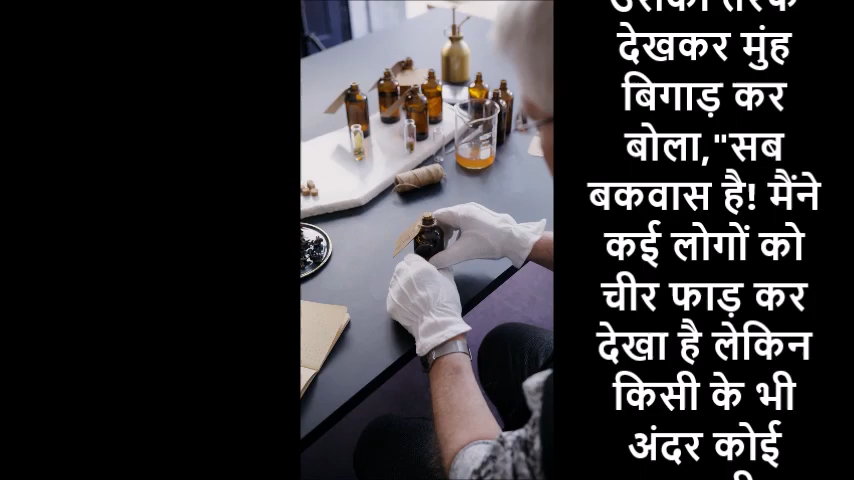 देखकर मुंह
बिगाड़ कर
बोला,"सब
बकवास है! मैंने
कई लोगों को
चीर फाड़ कर
देखा है लेकिन
किसी के भी
अंदर कोई